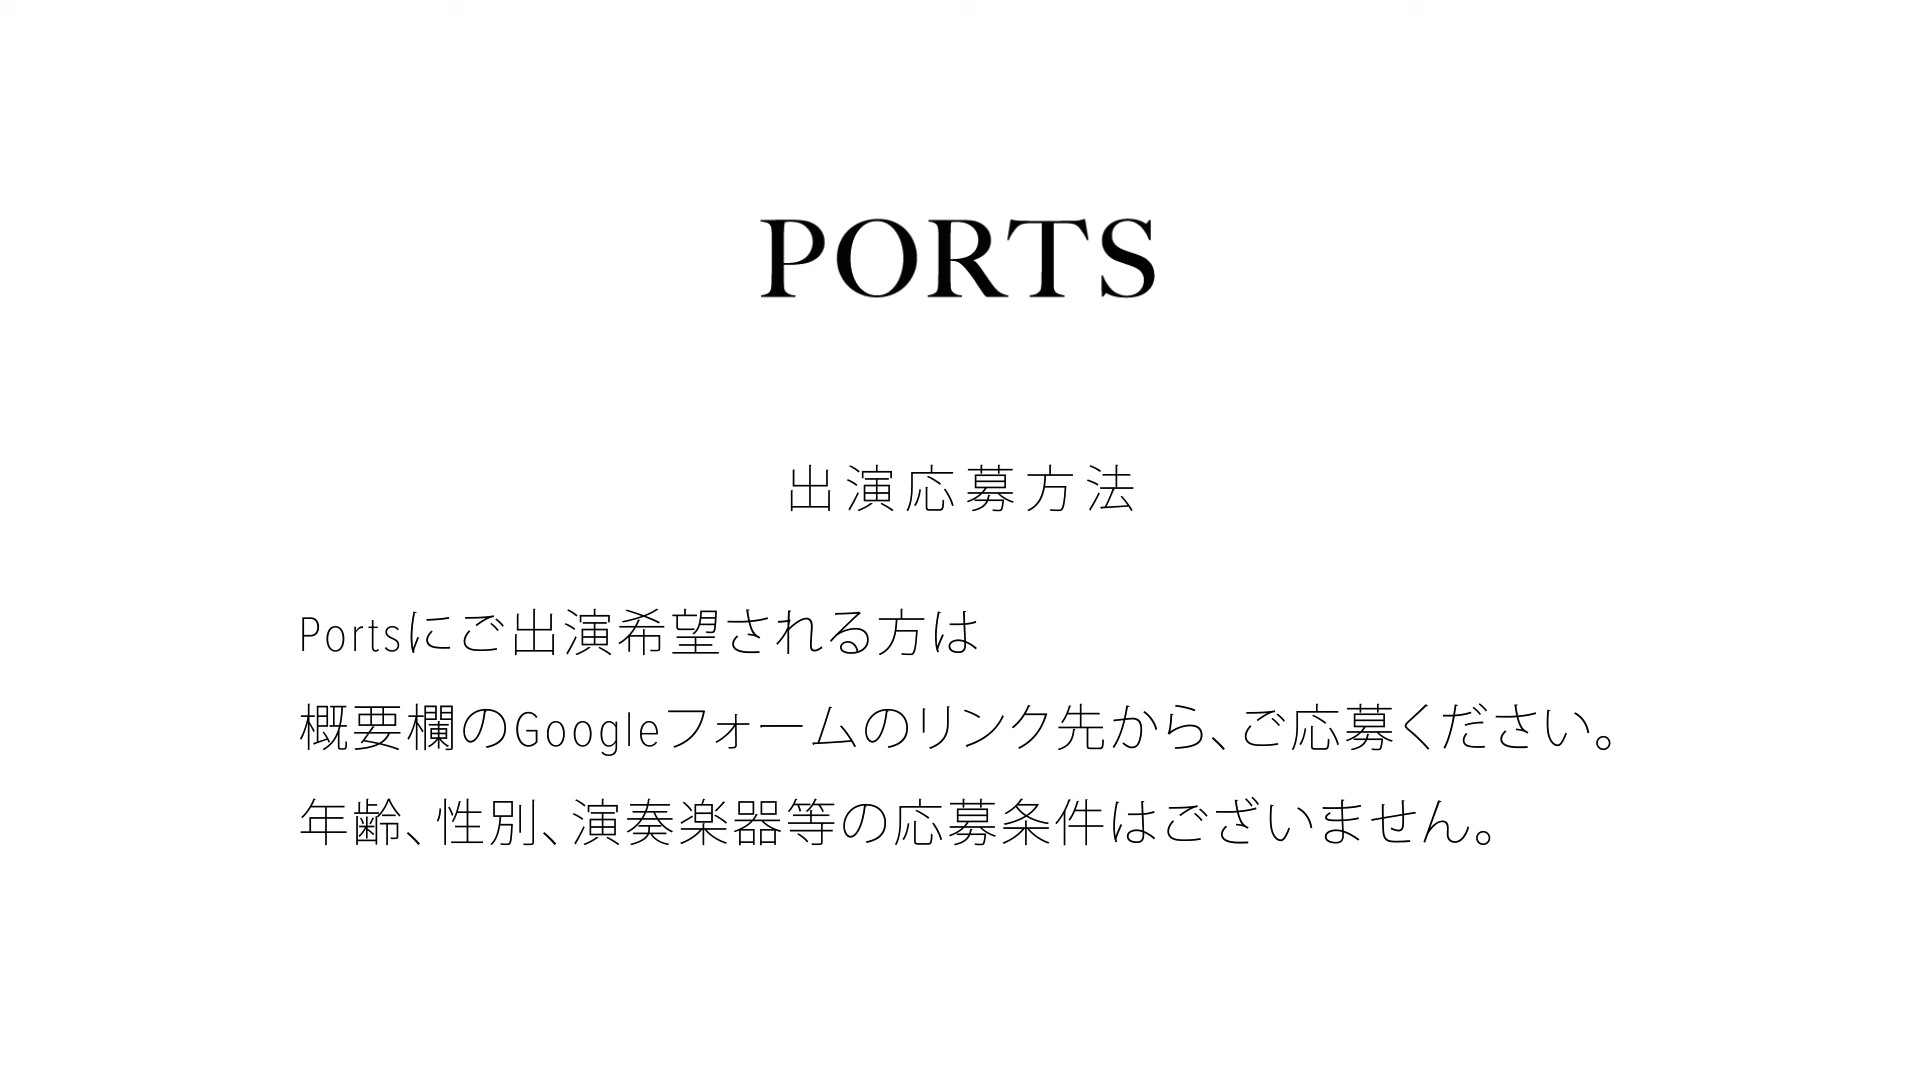 PORTS
出演応募方法
Portsにご出演希望される方は
概要欄のGoogleフォームのリンク先から、ご応募ください。
年齢、性別、演奏楽器等の応募条件はございません。